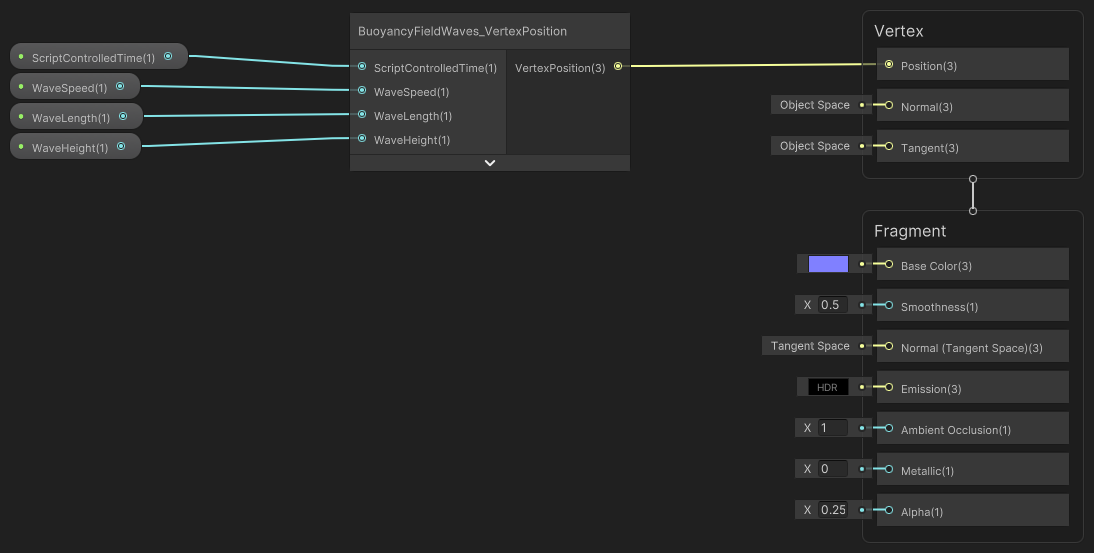 BuoyancyFieldWaves_VertexPosition
ScriptControlledTime(1)
WaveSpeed(1)
WaveLength(1)
WaveHeight(1)
ScriptControlledTime(1)
WaveSpeed(1)
WaveLength(1)
WaveHeight(1)
VertexPosition(3)
Vertex
Position(3)
Object Space
Normal(3)
Object Space
Tangent(3)
Fragment
Base Color(3)
X 0.5
Smoothness(1)
Tangent Space
Normal (Tangent Space)(3)
HDR
Emission(3)
X 1
Ambient Occlusion(1)
X 0
Metallic(1)
X 0.25
Alpha(1)